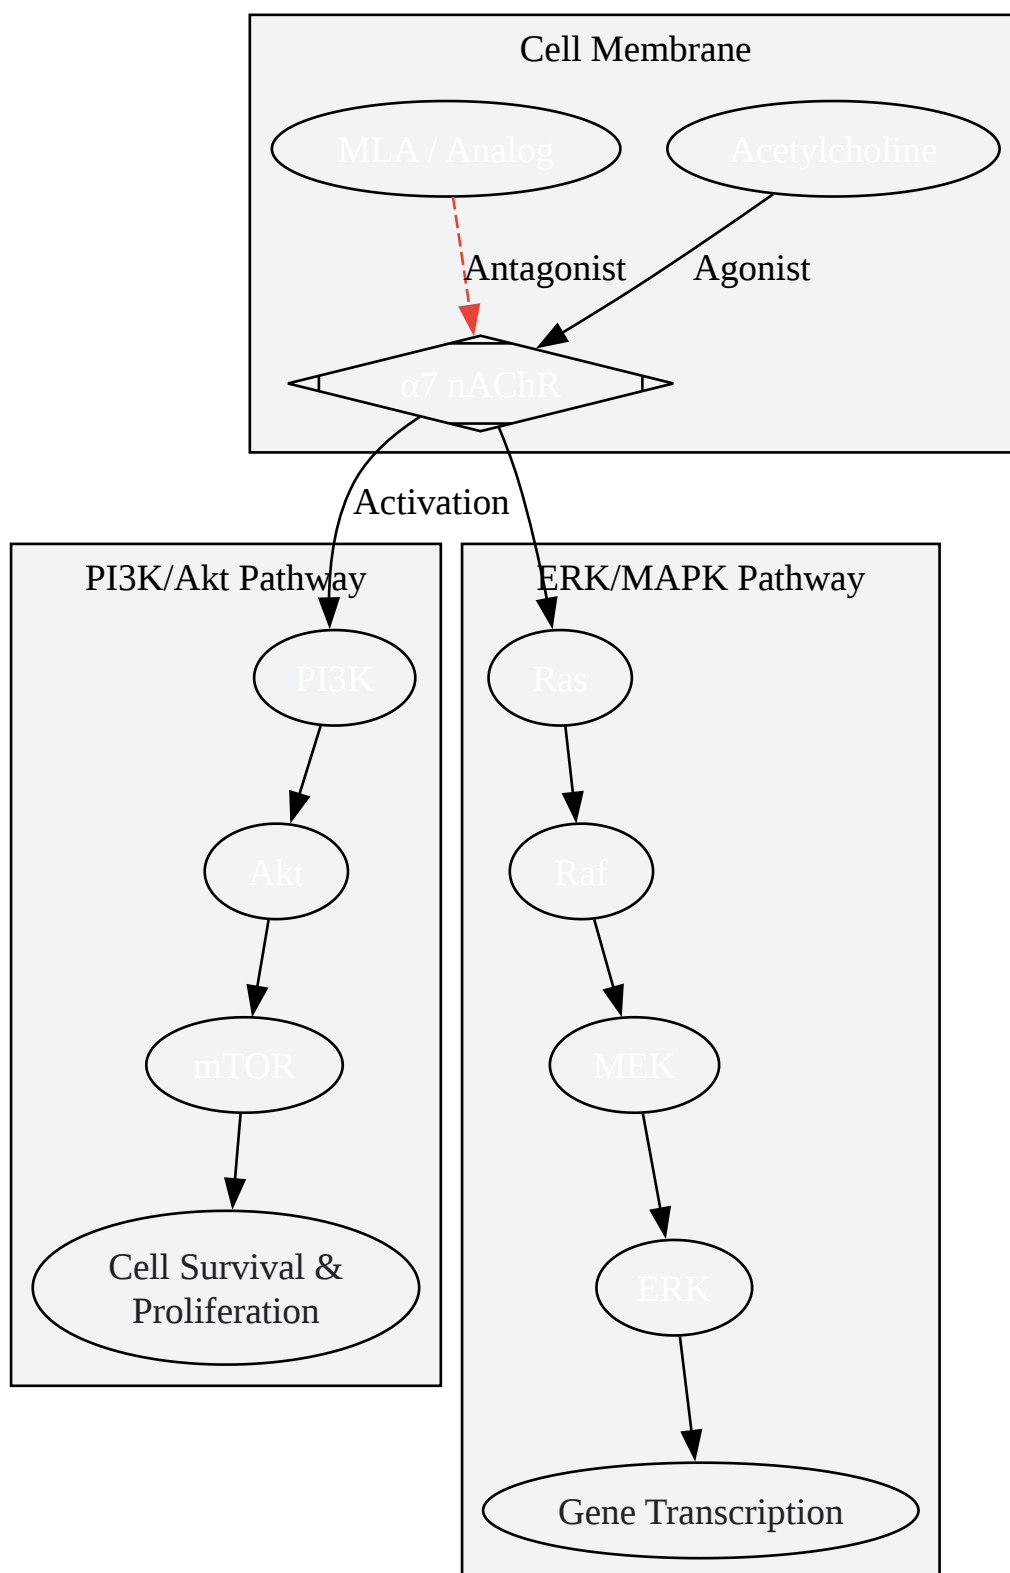 Cell Membrane
MLA / Analog
Acetylcholine
Antagonist
Agonist
α7 nAChR
Activation
PI3K/Akt Pathway
ERK/MAPK Pathway
PI3K
Ras
Akt
Raf
mTOR
MEK
Cell Survival &
Proliferation
ERK
Gene Transcription